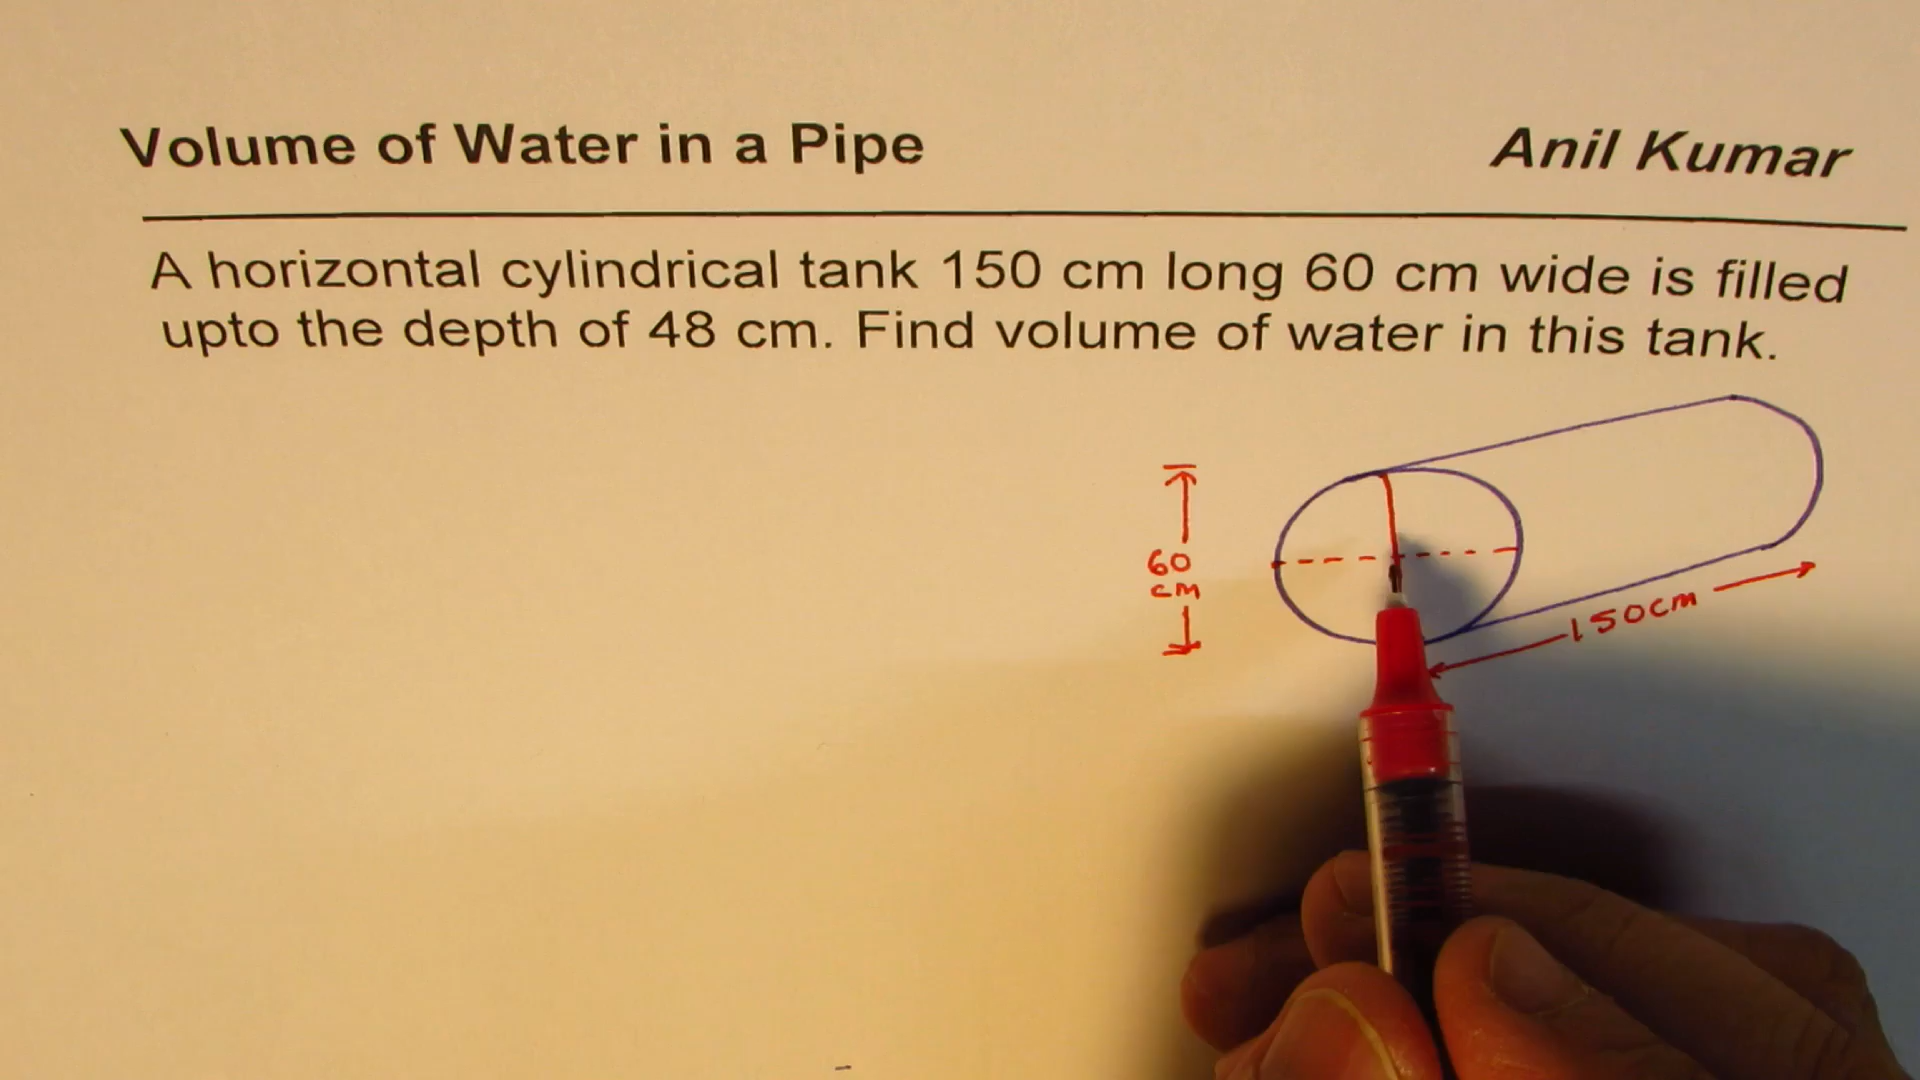 Volume of Water in a Pipe Anil Kumar
A horizontal cylindrical tank 150 cm long 60 cm wide is filled
upto the depth of 48 cm. Find volume of water in this tank.
60
cm
150cm